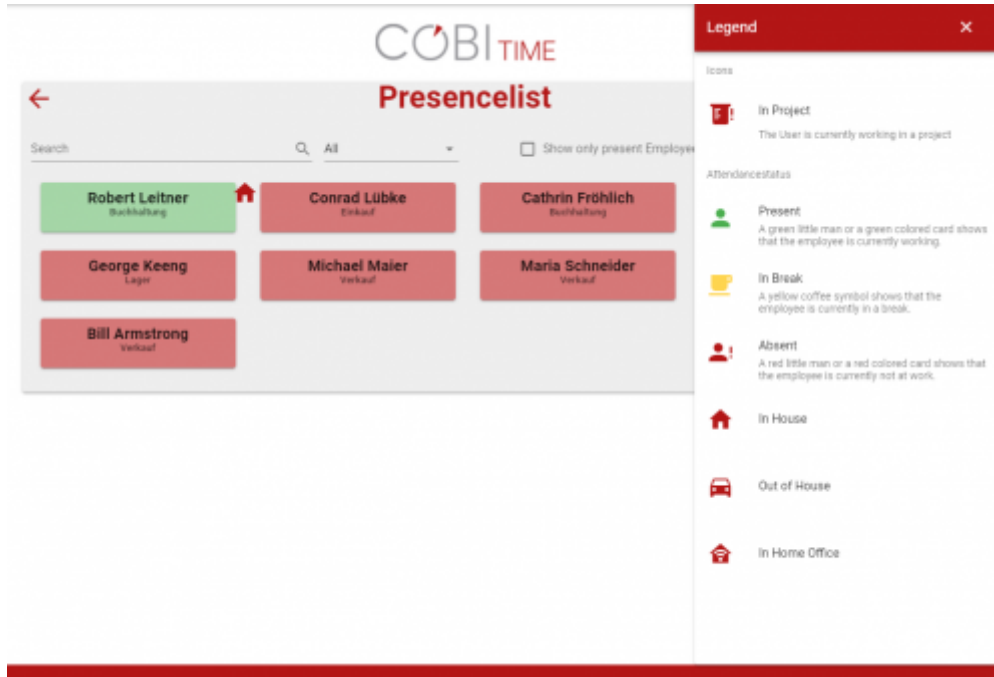 COBI TIME
Presencelist
Search
All
Show only present Employee
Robert Leitner
Buchhaltung
Conrad Lübke
Einkauf
Cathrin Fröhlich
Buchhaltung
George Keeng
Lager
Michael Maier
Verkauf
Maria Schneider
Verkauf
Bill Armstrong
Verkauf
Legend
Icons
In Project
The User is currently working in a project
Attendancestatus
Present
A green little man or a green colored card shows
that the employee is currently working.
In Break
A yellow coffee symbol shows that the
employee is currently in a break.
Absent
A red little man or a red colored card shows that
the employee is currently not at work.
In House
Out of House
In Home Office